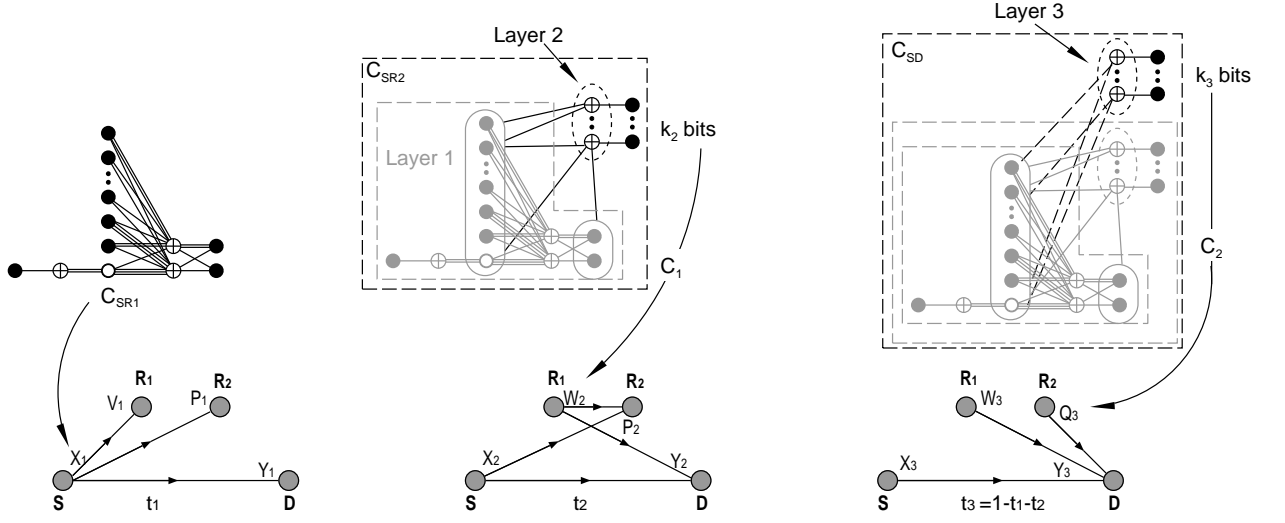 Layer 3
Layer 2
C_SR2
C_SD
k_3 bits
k_2 bits
Layer 1
C_1
C_2
C_SR1
R_1
R_2
V_1
P_1
X_1
Y_1
S
t_1
D
R_1
R_2
W_2
P_2
X_2
Y_2
S
t_2
D
R_1
R_2
W_3
Q_3
X_3
Y_3
S
t_3 =1-t_1-t_2
D